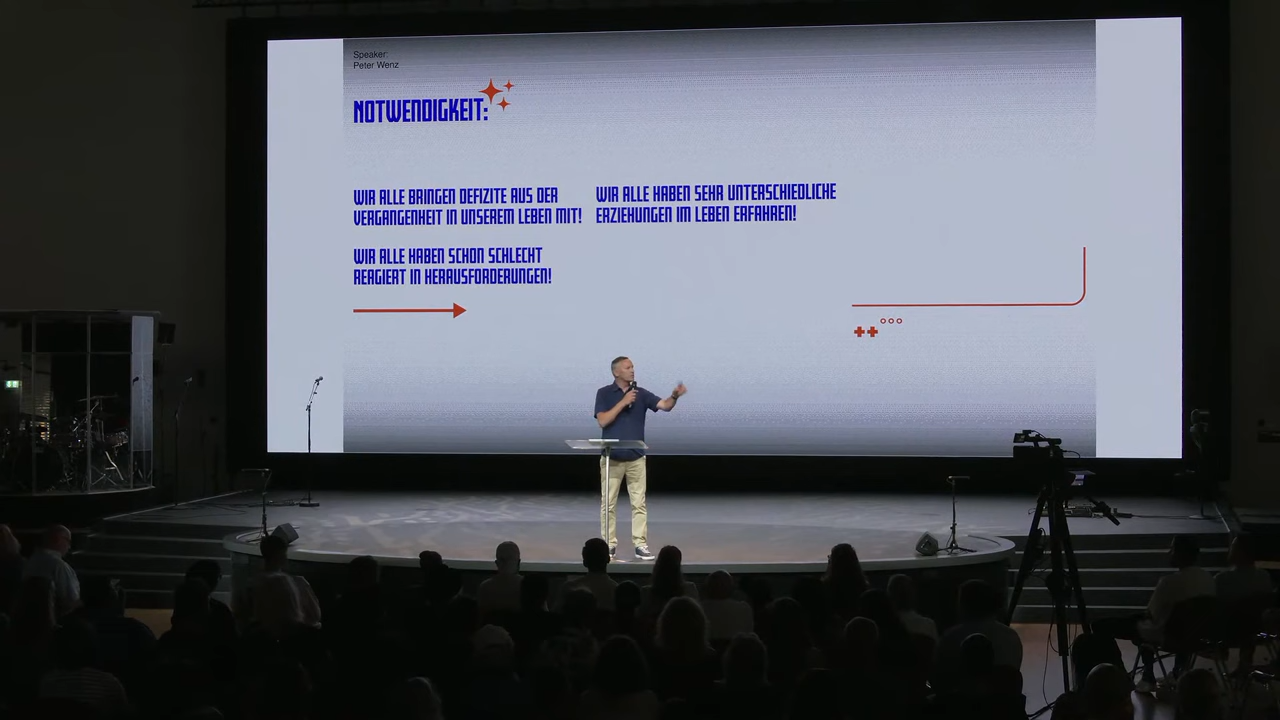 Speaker:
Peter Wenz
NOTWENDIGKEIT:
WIR ALLE BRINGEN DEFIZITE AUS DER
VERGANGENHEIT IN UNSEREM LEBEN MIT!
WIR ALLE HABEN SCHON SCHLECHT
REAGIERT IN HERAUSFORDERUNGEN!
WIR ALLE HABEN SEHR UNTERSCHIEDLICHE
ERZIEHUNGEN IM LEBEN ERFAHREN!